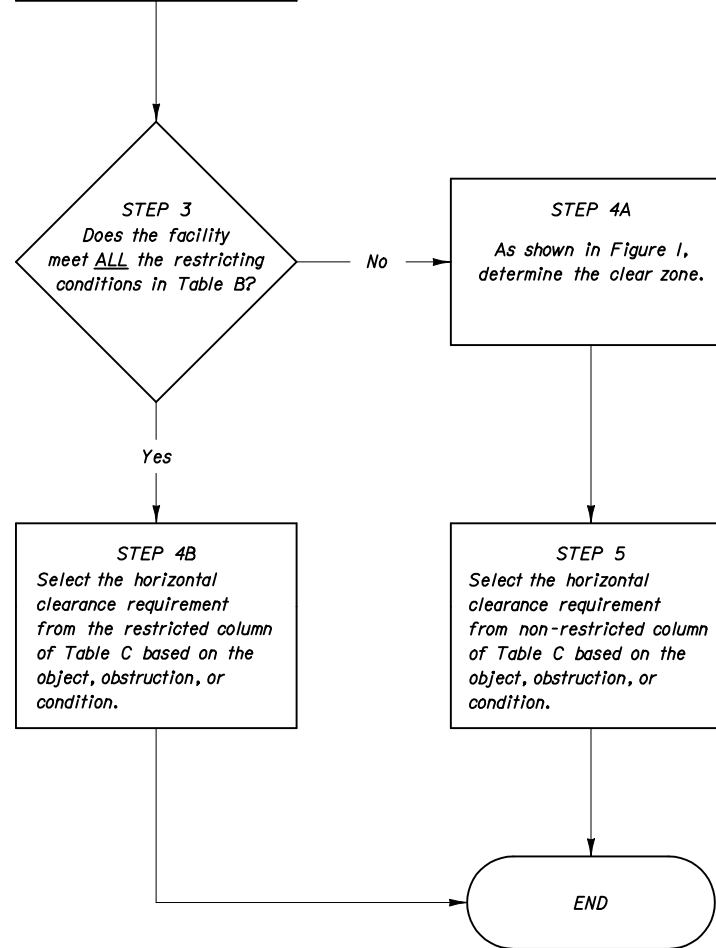 STEP 3
Does the facility
meet ALL the restricting
conditions in Table B?
No
STEP 4A
As shown in Figure 1,
determine the clear zone.
Yes
STEP 4B
Select the horizontal
clearance requirement
from the restricted column
of Table C based on the
object, obstruction, or
condition.
STEP 5
Select the horizontal
clearance requirement
from non-restricted column
of Table C based on the
object, obstruction, or
condition.
END